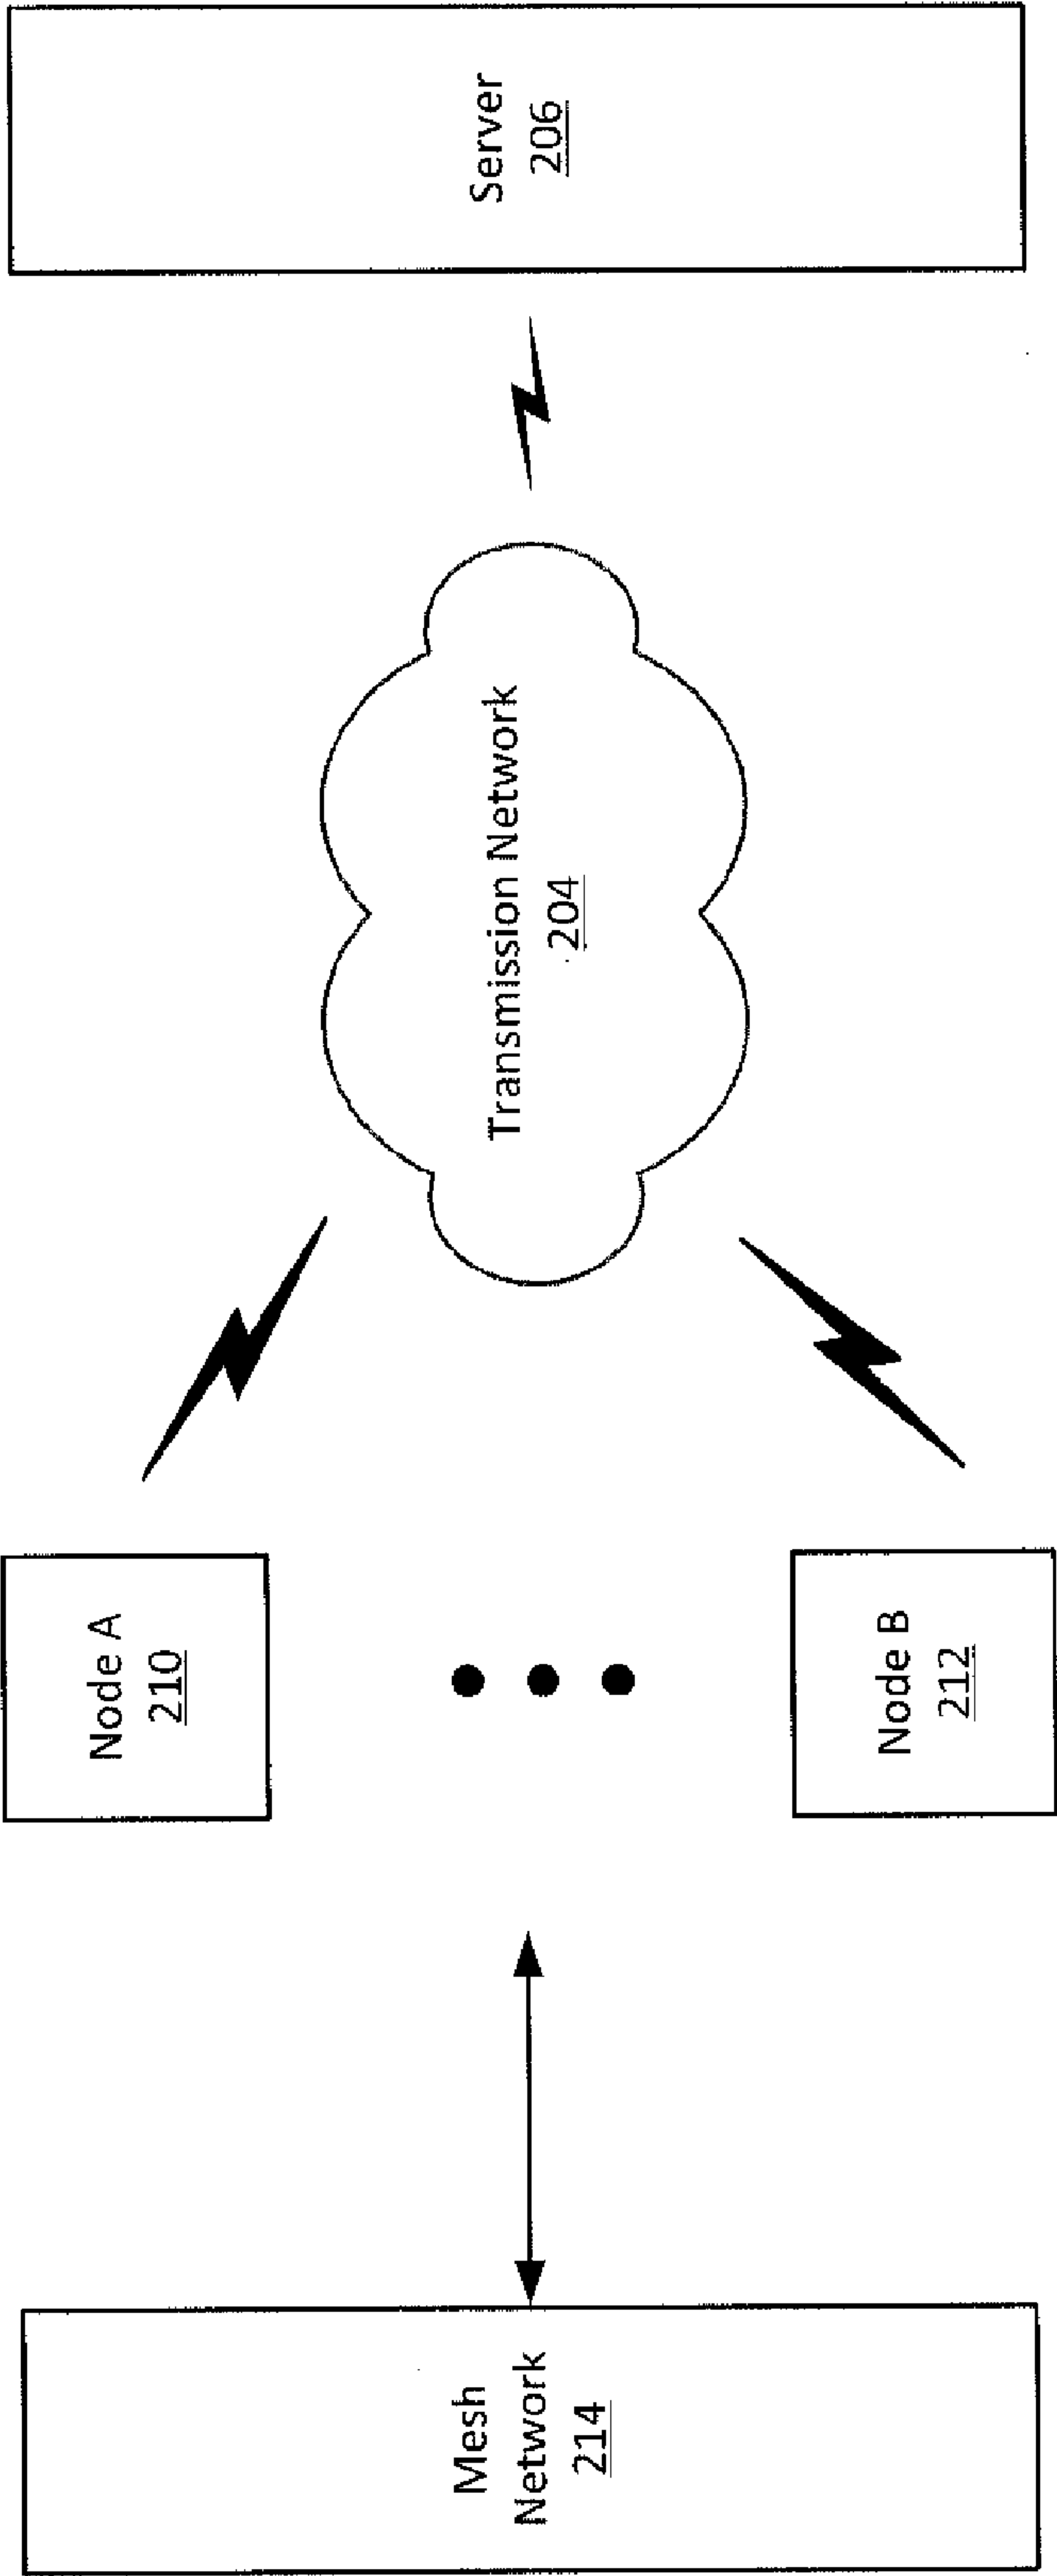 Mesh
Network
214
Node A
210
Node B
212
Transmission Network
204
Server
206